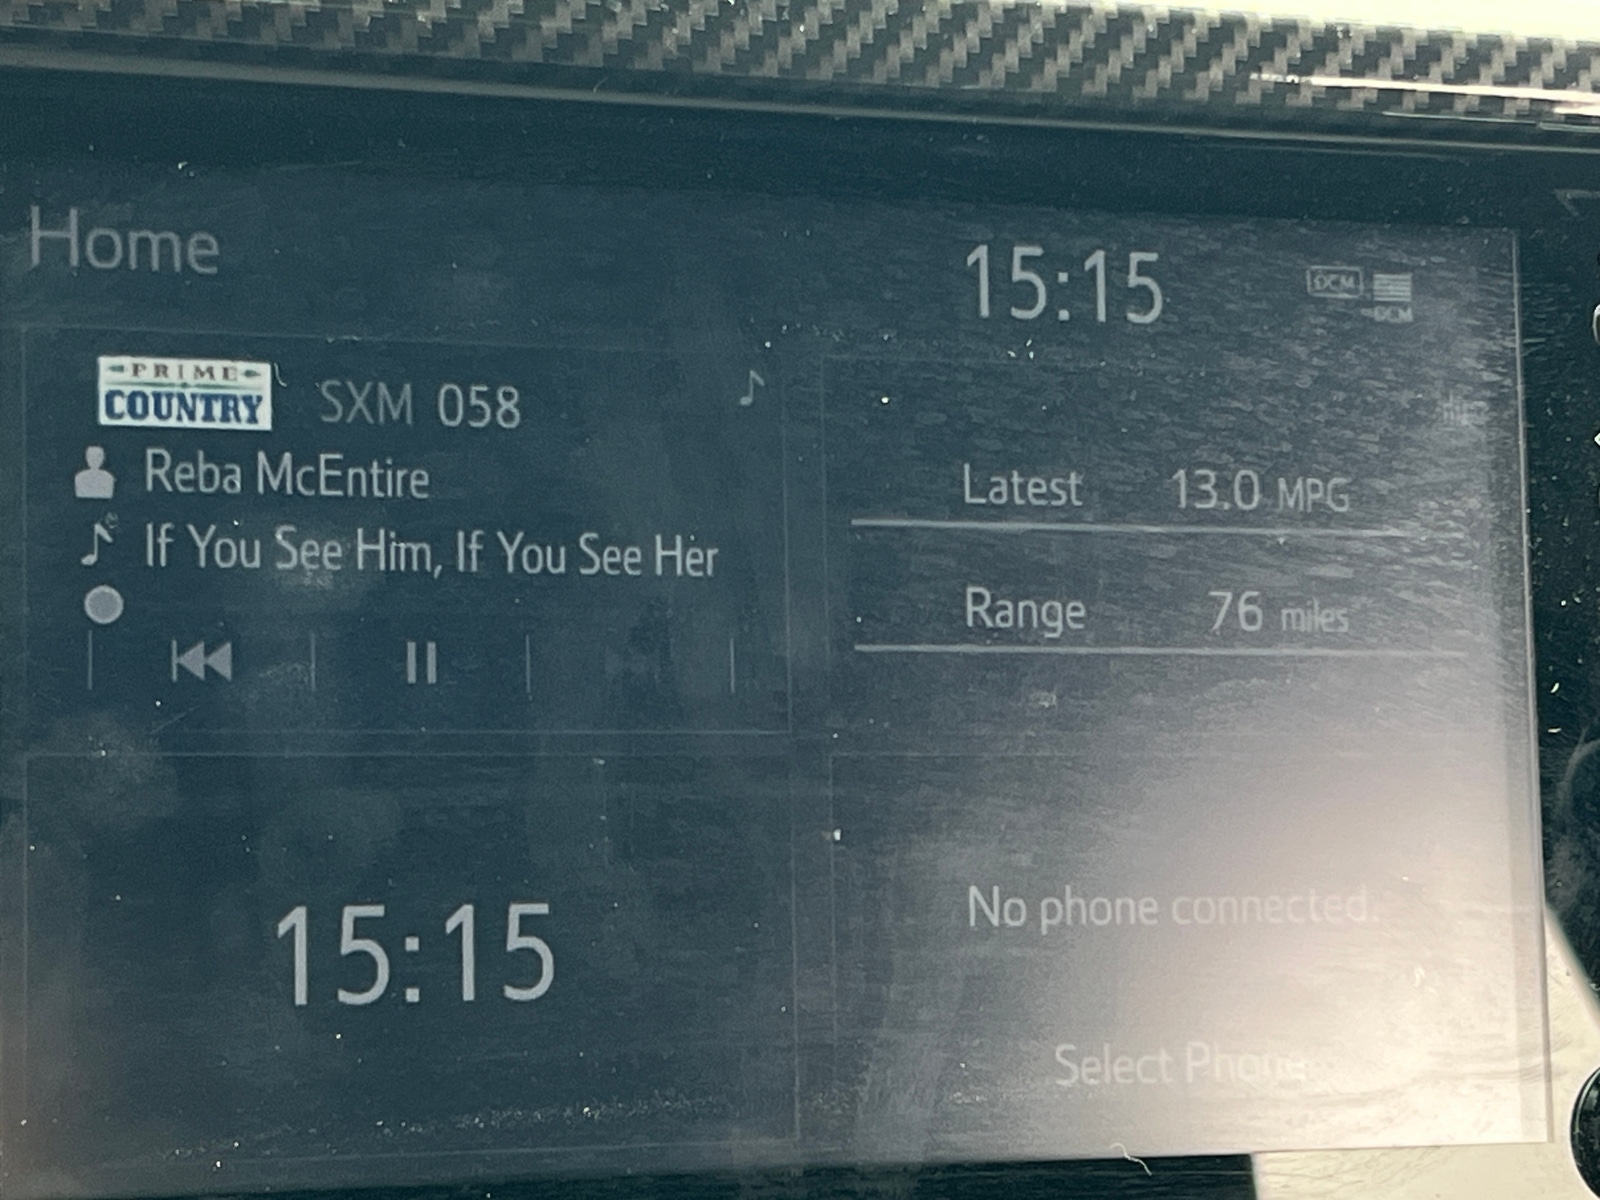 Home
15:15
DCM
DCM
PRIME
COUNTRY
SXM 058
Reba McEntire
If You See Him, If You See Her
Latest 13.0 MPG
Range 76 miles
15:15
No phone connected.
Select Phone